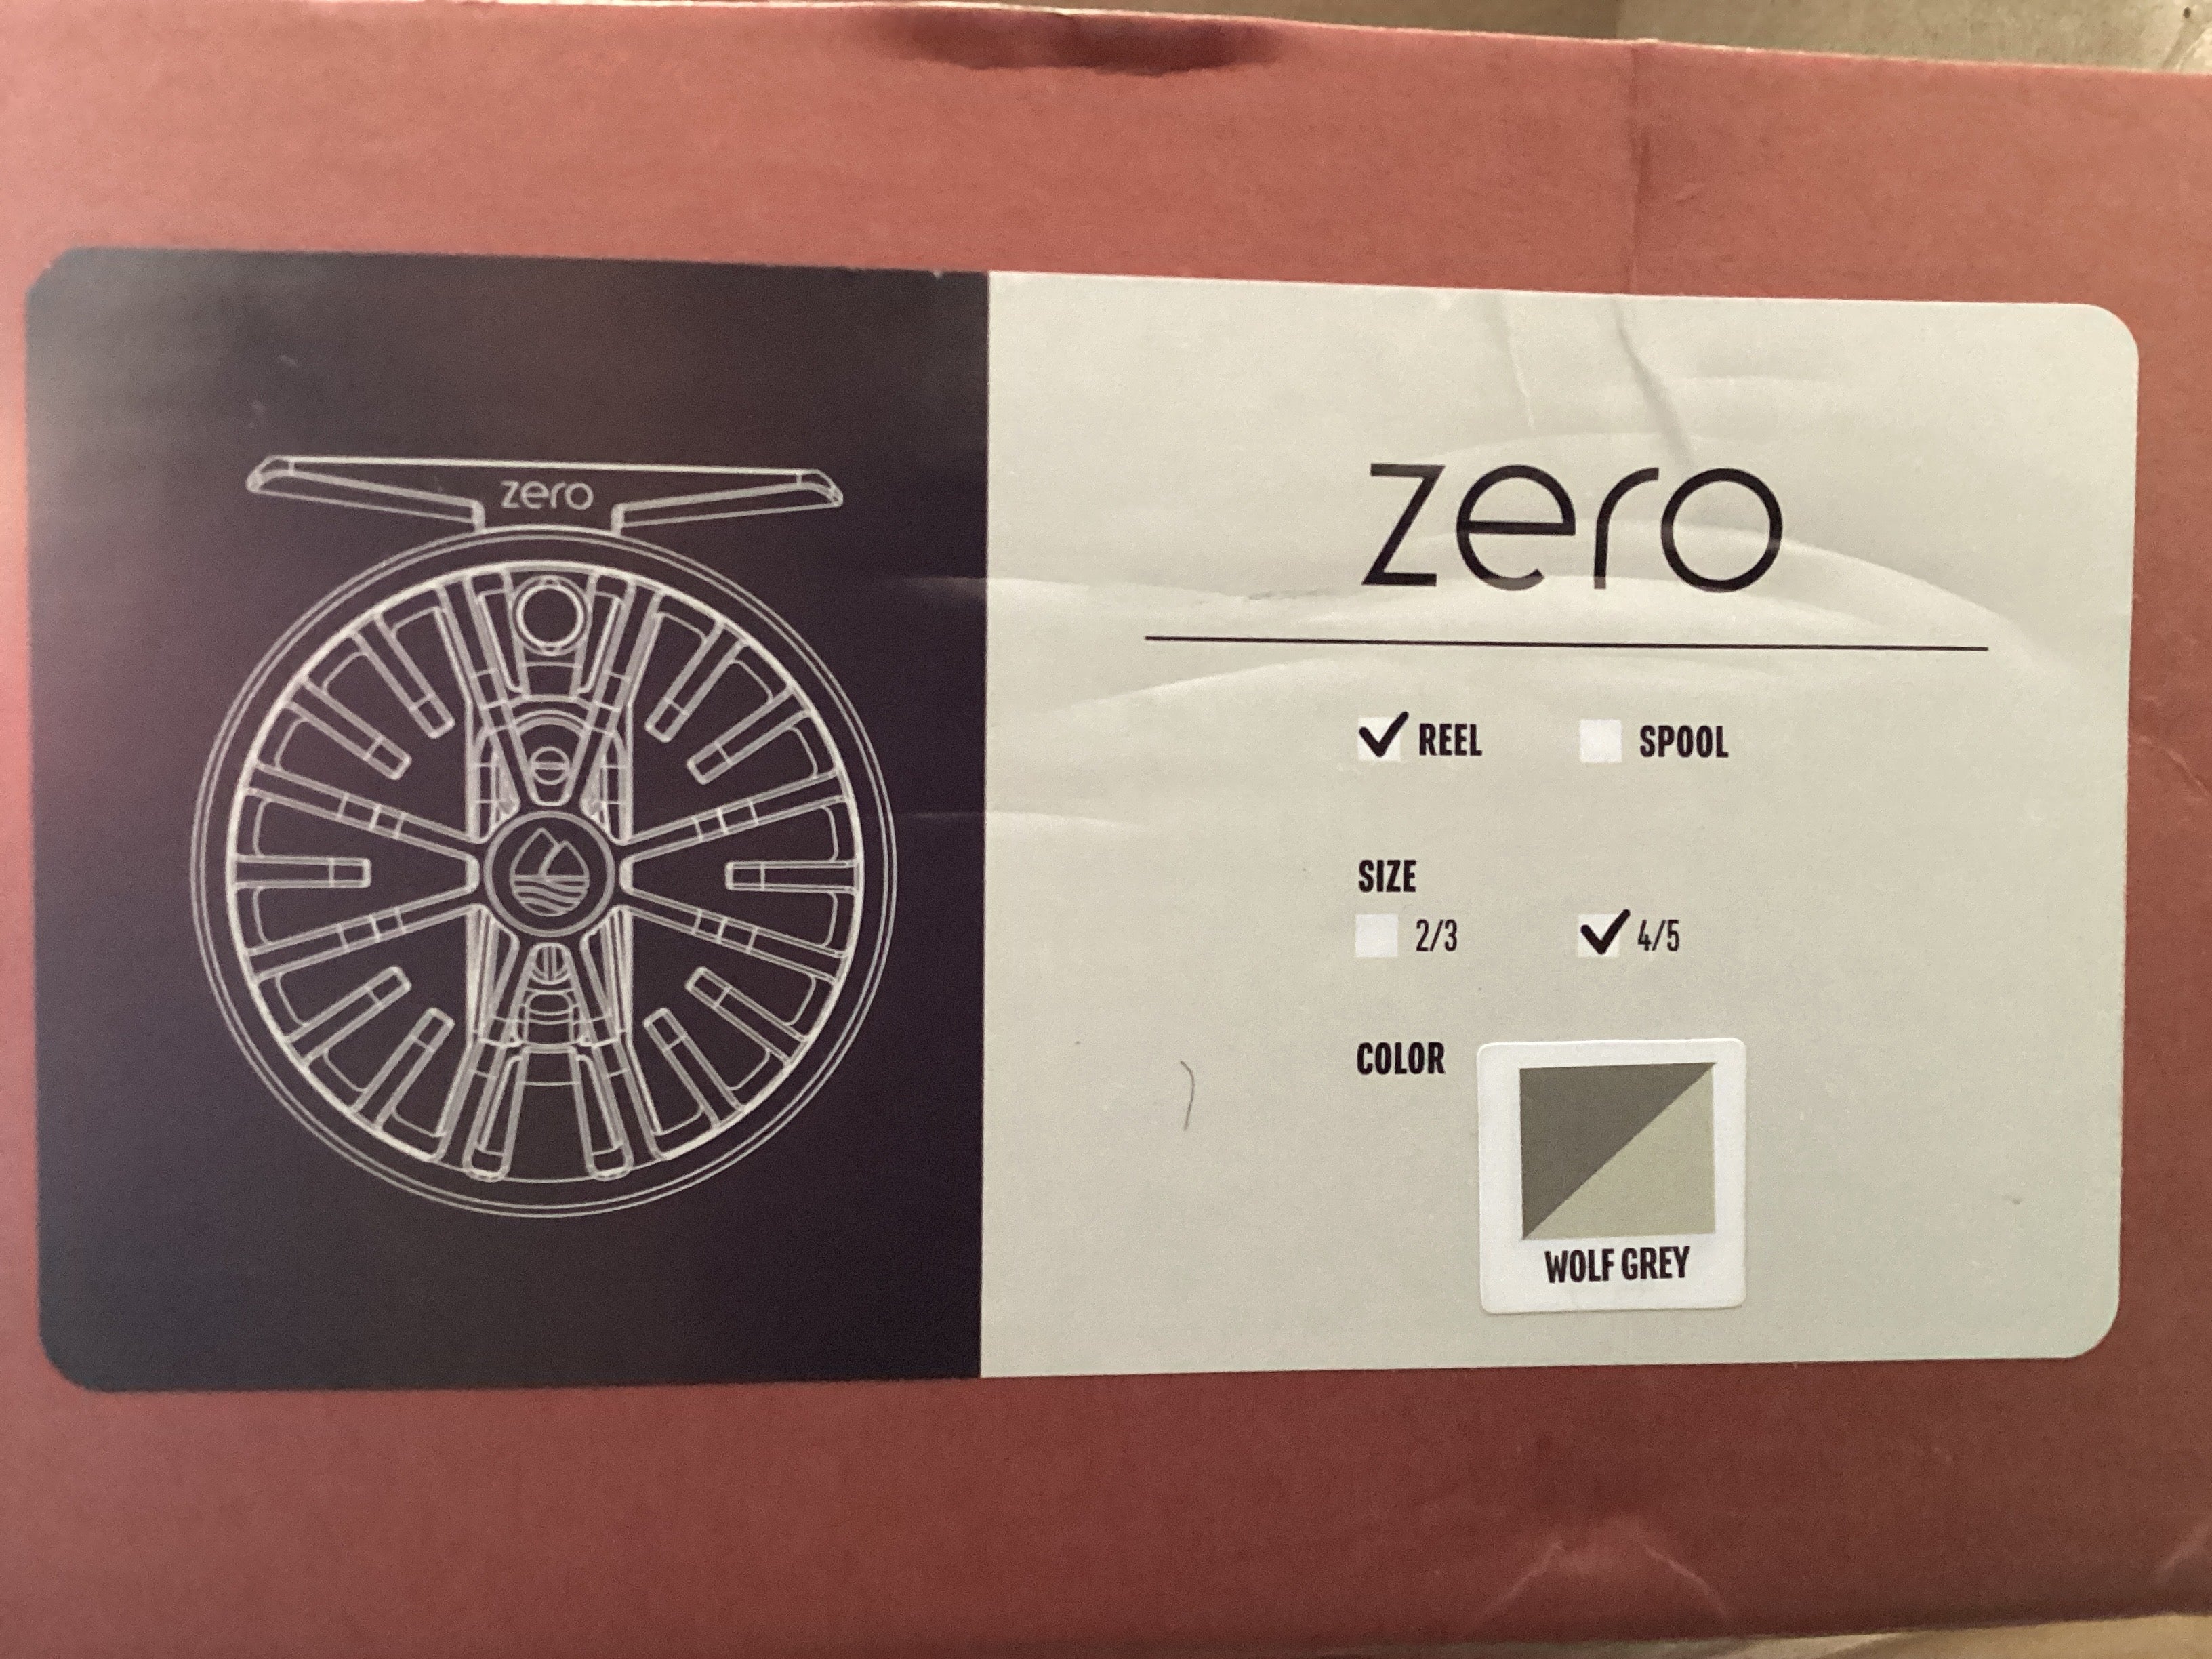 zero
zero
REEL SPOOL
SIZE
2/3 4/5
COLOR
WOLF GREY